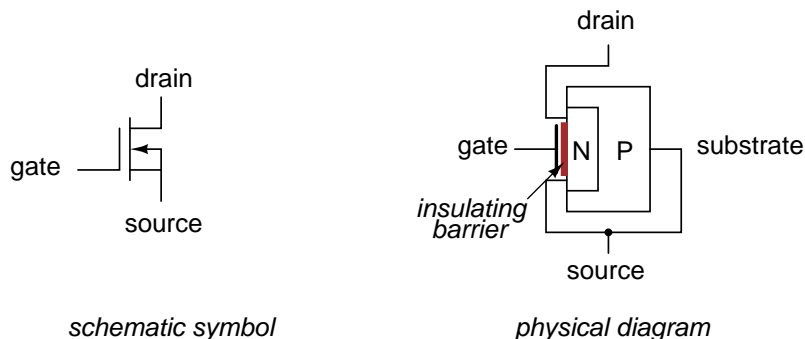 drain
gate
source
schematic symbol
drain
gate
N
P
substrate
insulating
barrier
source
physical diagram